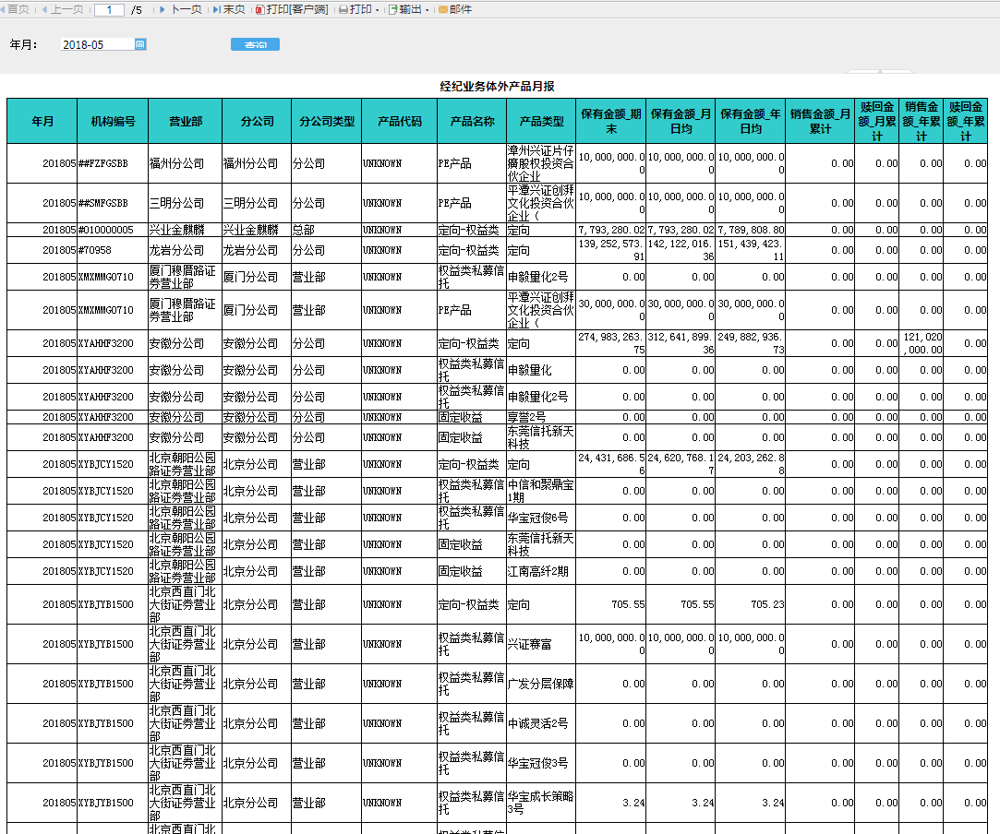 首页 上一页 1 /5 下一页 末页 打印[客户端] 打印 输出 邮件
年月： 2018-05 查询
经纪业务体外产品月报
年月 机构编号 营业部 分公司 分公司类型 产品代码 产品名称 产品类型 保有金额_期末 保有金额_月日均 保有金额_年日均 销售金额_月累计 赎回金额_月累计 销售金额_年累计 赎回金额_年累计
201805 ##FZFGSBB 福州分公司 福州分公司 分公司 UNKNOWN PE产品 漳州兴证片仔癀股权投资合伙企业 10,000,000.00 10,000,000.00 10,000,000.00 0.00 0.00 0.00 0.00
201805 ##SMFGSBB 三明分公司 三明分公司 分公司 UNKNOWN PE产品 平潭兴证创湃文化投资合伙企业（ 10,000,000.00 10,000,000.00 10,000,000.00 0.00 0.00 0.00 0.00
201805 #010000005 兴业金麒麟 兴业金麒麟 总部 UNKNOWN 定向-权益类 定向 7,793,280.02 7,793,280.02 7,789,808.80 0.00 0.00 0.00 0.00
201805 #70958 龙岩分公司 龙岩分公司 分公司 UNKNOWN 定向-权益类 定向 139,252,573.91 142,122,016.36 151,439,423.11 0.00 0.00 0.00 0.00
201805 XMXMMG0710 厦门穆厝路证券营业部 厦门分公司 营业部 UNKNOWN 权益类私募信托 申毅量化2号 0.00 0.00 0.00 0.00 0.00 0.00 0.00
201805 XMXMMG0710 厦门穆厝路证券营业部 厦门分公司 营业部 UNKNOWN PE产品 平潭兴证创湃文化投资合伙企业（ 30,000,000.00 30,000,000.00 30,000,000.00 0.00 0.00 0.00 0.00
201805 XYAHHF3200 安徽分公司 安徽分公司 分公司 UNKNOWN 定向-权益类 定向 274,983,263.75 312,641,899.36 249,882,936.73 0.00 0.00 121,020,000.00 0.00
201805 XYAHHF3200 安徽分公司 安徽分公司 分公司 UNKNOWN 权益类私募信托 申毅量化 0.00 0.00 0.00 0.00 0.00 0.00 0.00
201805 XYAHHF3200 安徽分公司 安徽分公司 分公司 UNKNOWN 权益类私募信托 申毅量化2号 0.00 0.00 0.00 0.00 0.00 0.00 0.00
201805 XYAHHF3200 安徽分公司 安徽分公司 分公司 UNKNOWN 固定收益 享誉2号 0.00 0.00 0.00 0.00 0.00 0.00 0.00
201805 XYAHHF3200 安徽分公司 安徽分公司 分公司 UNKNOWN 固定收益 东莞信托新天科技 0.00 0.00 0.00 0.00 0.00 0.00 0.00
201805 XYBJCY1520 北京朝阳公园路证券营业部 北京分公司 营业部 UNKNOWN 定向-权益类 定向 24,431,686.56 24,620,768.17 24,203,262.88 0.00 0.00 0.00 0.00
201805 XYBJCY1520 北京朝阳公园路证券营业部 北京分公司 营业部 UNKNOWN 权益类私募信托 中信和聚鼎宝1期 0.00 0.00 0.00 0.00 0.00 0.00 0.00
201805 XYBJCY1520 北京朝阳公园路证券营业部 北京分公司 营业部 UNKNOWN 权益类私募信托 华宝冠俊6号 0.00 0.00 0.00 0.00 0.00 0.00 0.00
201805 XYBJCY1520 北京朝阳公园路证券营业部 北京分公司 营业部 UNKNOWN 固定收益 东莞信托新天科技 0.00 0.00 0.00 0.00 0.00 0.00 0.00
201805 XYBJCY1520 北京朝阳公园路证券营业部 北京分公司 营业部 UNKNOWN 固定收益 江南高纤2期 0.00 0.00 0.00 0.00 0.00 0.00 0.00
201805 XYBJYB1500 北京西直门北大街证券营业部 北京分公司 营业部 UNKNOWN 定向-权益类 定向 705.55 705.55 705.23 0.00 0.00 0.00 0.00
201805 XYBJYB1500 北京西直门北大街证券营业部 北京分公司 营业部 UNKNOWN 权益类私募信托 兴证赛富 10,000,000.00 10,000,000.00 10,000,000.00 0.00 0.00 0.00 0.00
201805 XYBJYB1500 北京西直门北大街证券营业部 北京分公司 营业部 UNKNOWN 权益类私募信托 广发分层保障 0.00 0.00 0.00 0.00 0.00 0.00 0.00
201805 XYBJYB1500 北京西直门北大街证券营业部 北京分公司 营业部 UNKNOWN 权益类私募信托 中诚灵活2号 0.00 0.00 0.00 0.00 0.00 0.00 0.00
201805 XYBJYB1500 北京西直门北大街证券营业部 北京分公司 营业部 UNKNOWN 权益类私募信托 华宝冠俊3号 0.00 0.00 0.00 0.00 0.00 0.00 0.00
201805 XYBJYB1500 北京西直门北大街证券营业部 北京分公司 营业部 UNKNOWN 权益类私募信托 华宝成长策略3号 3.24 3.24 3.24 0.00 0.00 0.00 0.00
北京西直门北